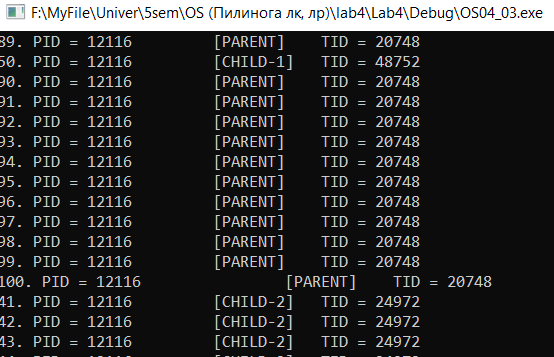 F:\MyFile\Univer\5sem\OS (Пилинога лк, лр)\lab4\Lab4\Debug\OS04_03.exe
89. PID = 12116 [PARENT] TID = 20748
50. PID = 12116 [CHILD-1] TID = 48752
90. PID = 12116 [PARENT] TID = 20748
91. PID = 12116 [PARENT] TID = 20748
92. PID = 12116 [PARENT] TID = 20748
93. PID = 12116 [PARENT] TID = 20748
94. PID = 12116 [PARENT] TID = 20748
95. PID = 12116 [PARENT] TID = 20748
96. PID = 12116 [PARENT] TID = 20748
97. PID = 12116 [PARENT] TID = 20748
98. PID = 12116 [PARENT] TID = 20748
99. PID = 12116 [PARENT] TID = 20748
100. PID = 12116 [PARENT] TID = 20748
41. PID = 12116 [CHILD-2] TID = 24972
42. PID = 12116 [CHILD-2] TID = 24972
43. PID = 12116 [CHILD-2] TID = 24972